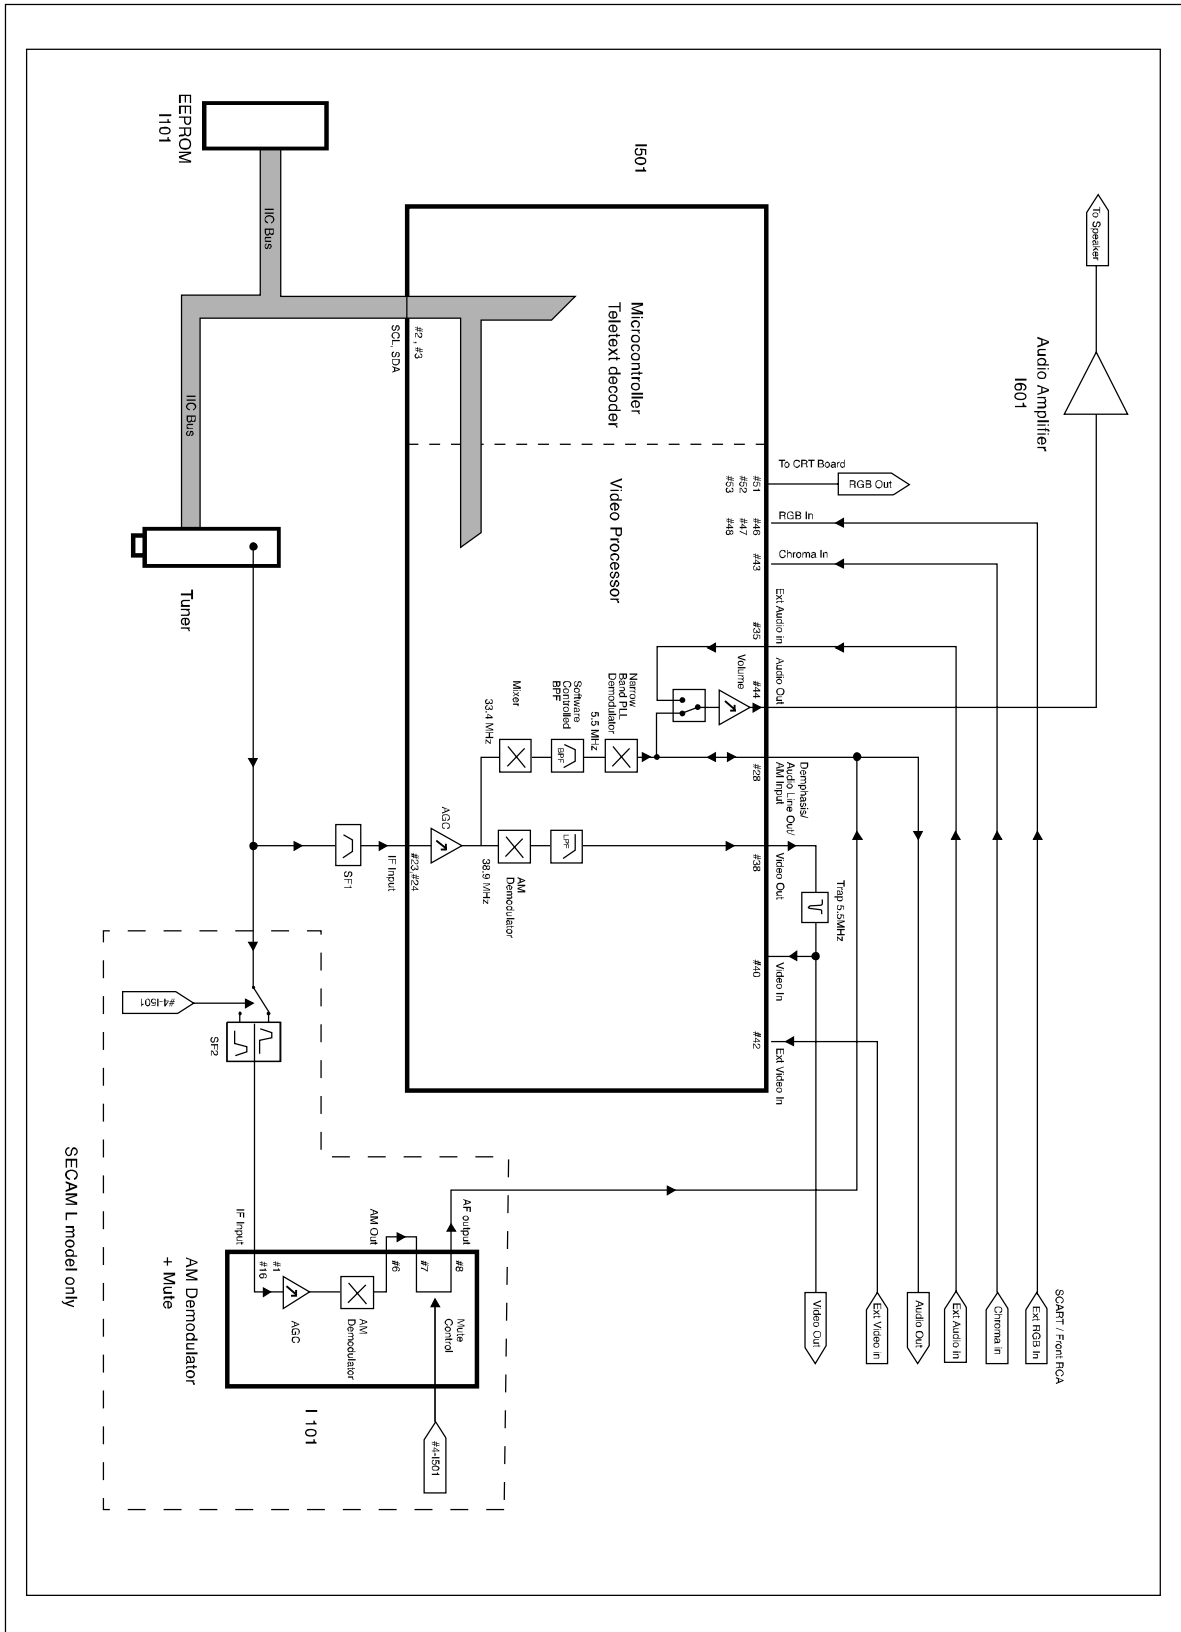 EEPROM
I101
IIC Bus
IIC Bus
Tuner
I501
Microcontroller
Teletext decoder
#2 , #3
SCL, SDA
Video Processor
To Speaker
Audio Amplifier
I601
To CRT Board
RGB Out
#51
#52
#53
RGB In
#46
#47
#48
Chroma In
#43
Ext Audio in
#35
Audio Out
#44
Volume
Narrow
Band PLL
Demodulator
5.5 MHz
Software
Controlled
BPF
BPF
Mixer
33.4 MHz
Demphasis/
Audio Line Out/
AM Input
#28
AGC
38.9 MHz
AM
Demodulator
LPF
Video Out
#38
Trap 5.5MHz
Video In
#40
Ext Video In
#42
SF1
IF Input
#23,#24
#4-I501
SF2
SECAM L model only
IF Input
#1
#16
AGC
AM
Demodulator
AM Out
#6
#7
AF output
#8
Mute
Control
AM Demodulator
+ Mute
I 101
#4-I501
SCART / Front RCA
Ext RGB In
Chroma in
Ext Audio In
Audio Out
Ext Video in
Video Out